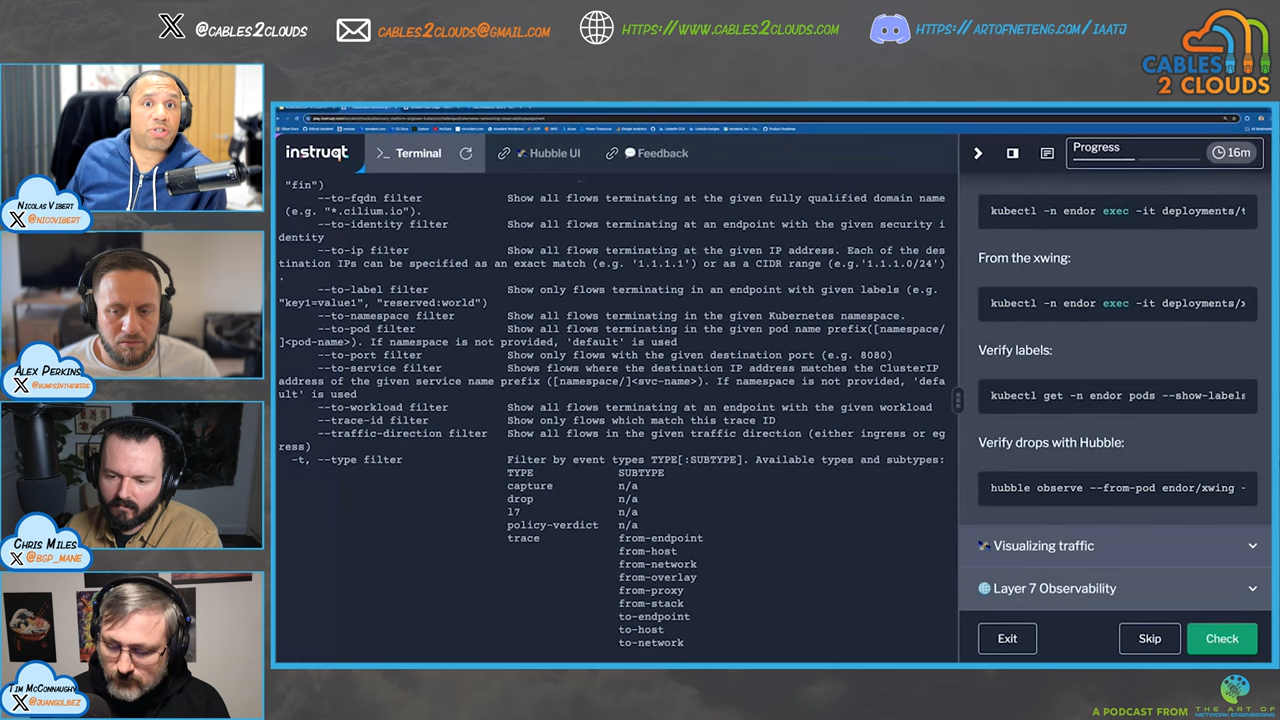 @CABLES2CLOUDS
CABLES2CLOUDS@GMAIL.COM
HTTPS://WWW.CABLES2CLOUDS.COM
HTTPS://ARTOFNETENG.COM/IAATJ
CABLES
2 CLOUDS
NICOLAS VIBERT
@NICOVIBERT
ALEX PERKINS
@BUMPSINTHEWIRE
CHRIS MILES
@BGP_MANE
TIM MCCONNAUGHY
@JUANGOLBEZ
instruqt
>_ Terminal
Hubble UI
Feedback
Progress
16m
"fin")
--to-fqdn filter Show all flows terminating at the given fully qualified domain name
(e.g. "*.cilium.io").
--to-identity filter Show all flows terminating at an endpoint with the given security i
dentity
--to-ip filter Show all flows terminating at the given IP address. Each of the des
tination IPs can be specified as an exact match (e.g. '1.1.1.1') or as a CIDR range (e.g.'1.1.1.0/24')
.
--to-label filter Show only flows terminating in an endpoint with given labels (e.g.
"key1=value1", "reserved:world")
--to-namespace filter Show all flows terminating in the given Kubernetes namespace.
--to-pod filter Show all flows terminating in the given pod name prefix([namespace/
]<pod-name>). If namespace is not provided, 'default' is used
--to-port filter Show only flows with the given destination port (e.g. 8080)
--to-service filter Shows flows where the destination IP address matches the ClusterIP
address of the given service name prefix ([namespace/]<svc-name>). If namespace is not provided, 'defa
ult' is used
--to-workload filter Show all flows terminating at an endpoint with the given workload
--trace-id filter Show only flows which match this trace ID
--traffic-direction filter Show all flows in the given traffic direction (either ingress or eg
ress)
-t, --type filter Filter by event types TYPE[:SUBTYPE]. Available types and subtypes:
TYPE SUBTYPE
capture n/a
drop n/a
l7 n/a
policy-verdict n/a
trace from-endpoint
from-host
from-network
from-overlay
from-proxy
from-stack
to-endpoint
to-host
to-network
kubectl -n endor exec -it deployments/t
From the xwing:
kubectl -n endor exec -it deployments/x
Verify labels:
kubectl get -n endor pods --show-labels
Verify drops with Hubble:
hubble observe --from-pod endor/xwing -
Visualizing traffic
Layer 7 Observability
Exit
Skip
Check
A PODCAST FROM
THE ART OF
NETWORK ENGINEERING